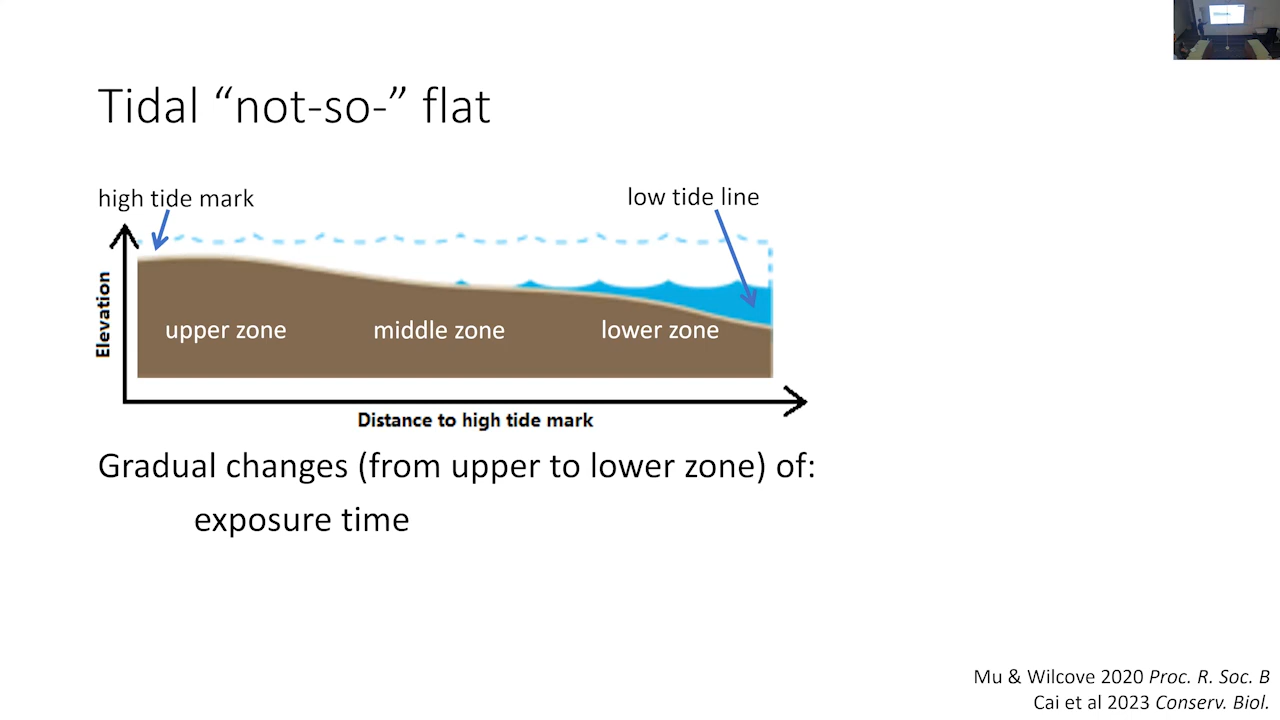 Tidal “not-so-” flat
high tide mark
low tide line
Elevation
upper zone
middle zone
lower zone
Distance to high tide mark
Gradual changes (from upper to lower zone) of:
exposure time
Mu & Wilcove 2020 Proc. R. Soc. B
Cai et al 2023 Conserv. Biol.